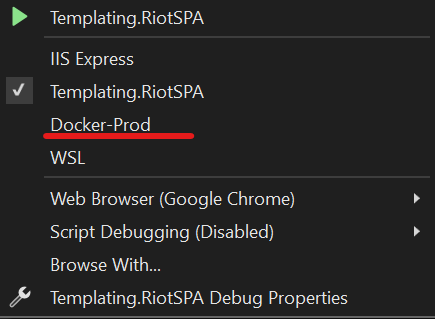 Templating.RiotSPA
IIS Express
Templating.RiotSPA
Docker-Prod
WSL
Web Browser (Google Chrome)
Script Debugging (Disabled)
Browse With...
Templating.RiotSPA Debug Properties